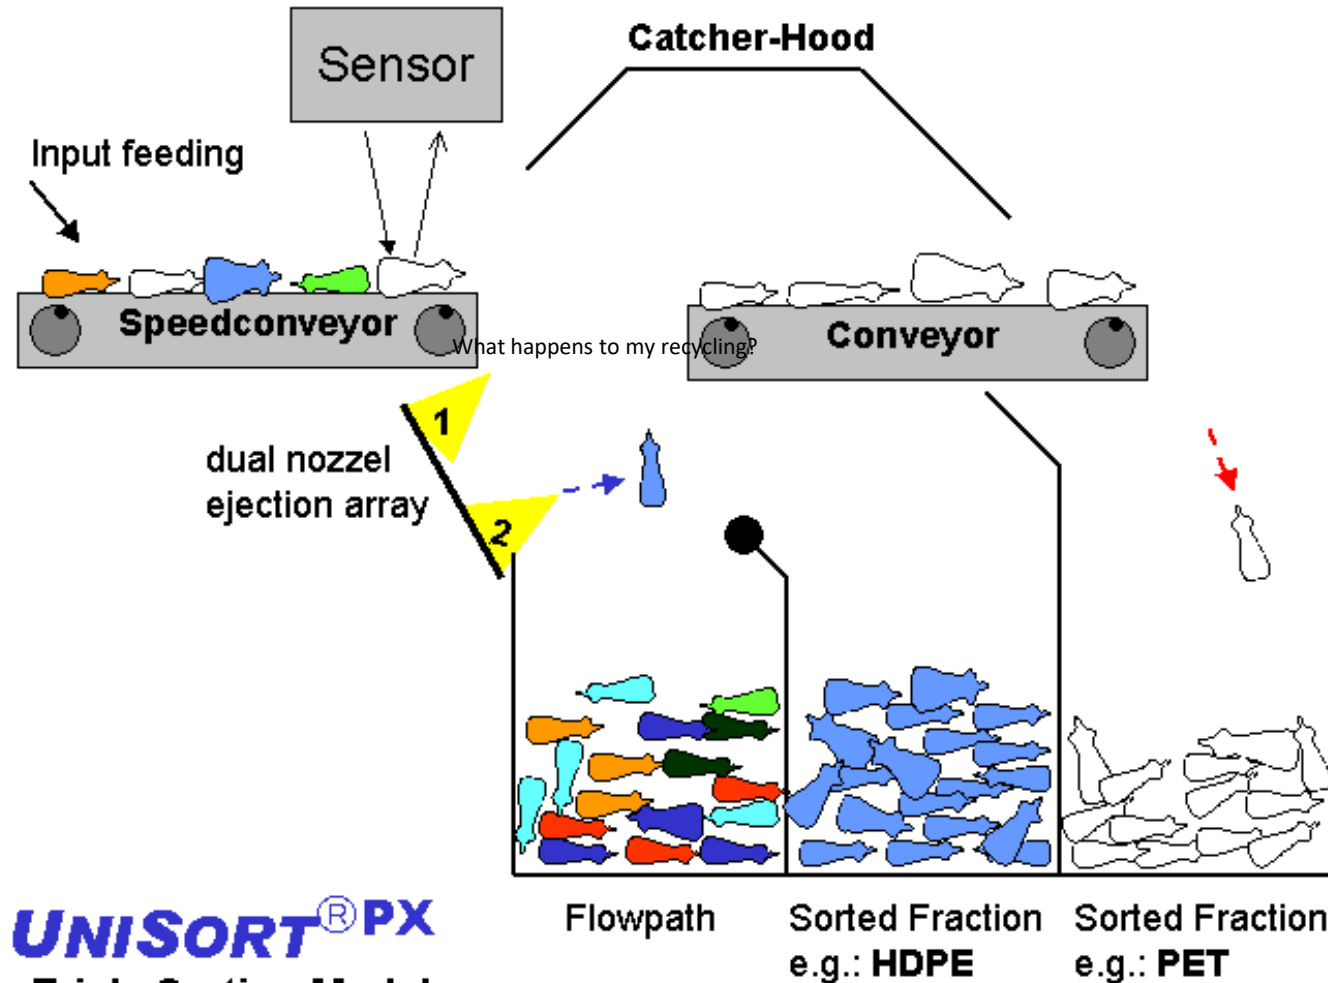 Catcher-Hood
Sensor
Input feeding
Speedconveyor
Conveyor
What happens to my recycling?
1
dual nozzel
ejection array
2
UNISORT®PX
Flowpath
Sorted Fraction
e.g.: HDPE
Sorted Fraction
e.g.: PET